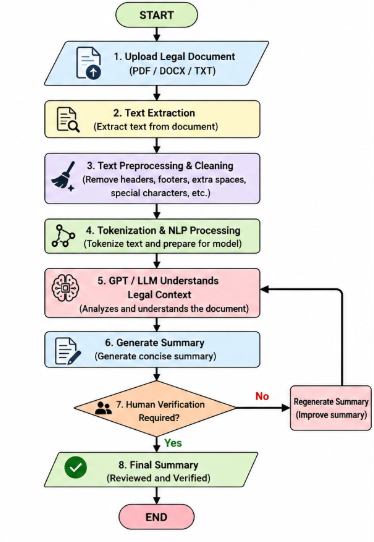 START
1. Upload Legal Document
(PDF / DOCX / TXT)
2. Text Extraction
(Extract text from document)
3. Text Preprocessing & Cleaning
(Remove headers, footers, extra spaces,
special characters, etc.)
4. Tokenization & NLP Processing
(Tokenize text and prepare for model)
5. GPT / LLM Understands
Legal Context
(Analyzes and understands the document)
6. Generate Summary
(Generate concise summary)
7. Human Verification
Required?
No
Regenerate Summary
(Improve summary)
Yes
8. Final Summary
(Reviewed and Verified)
END